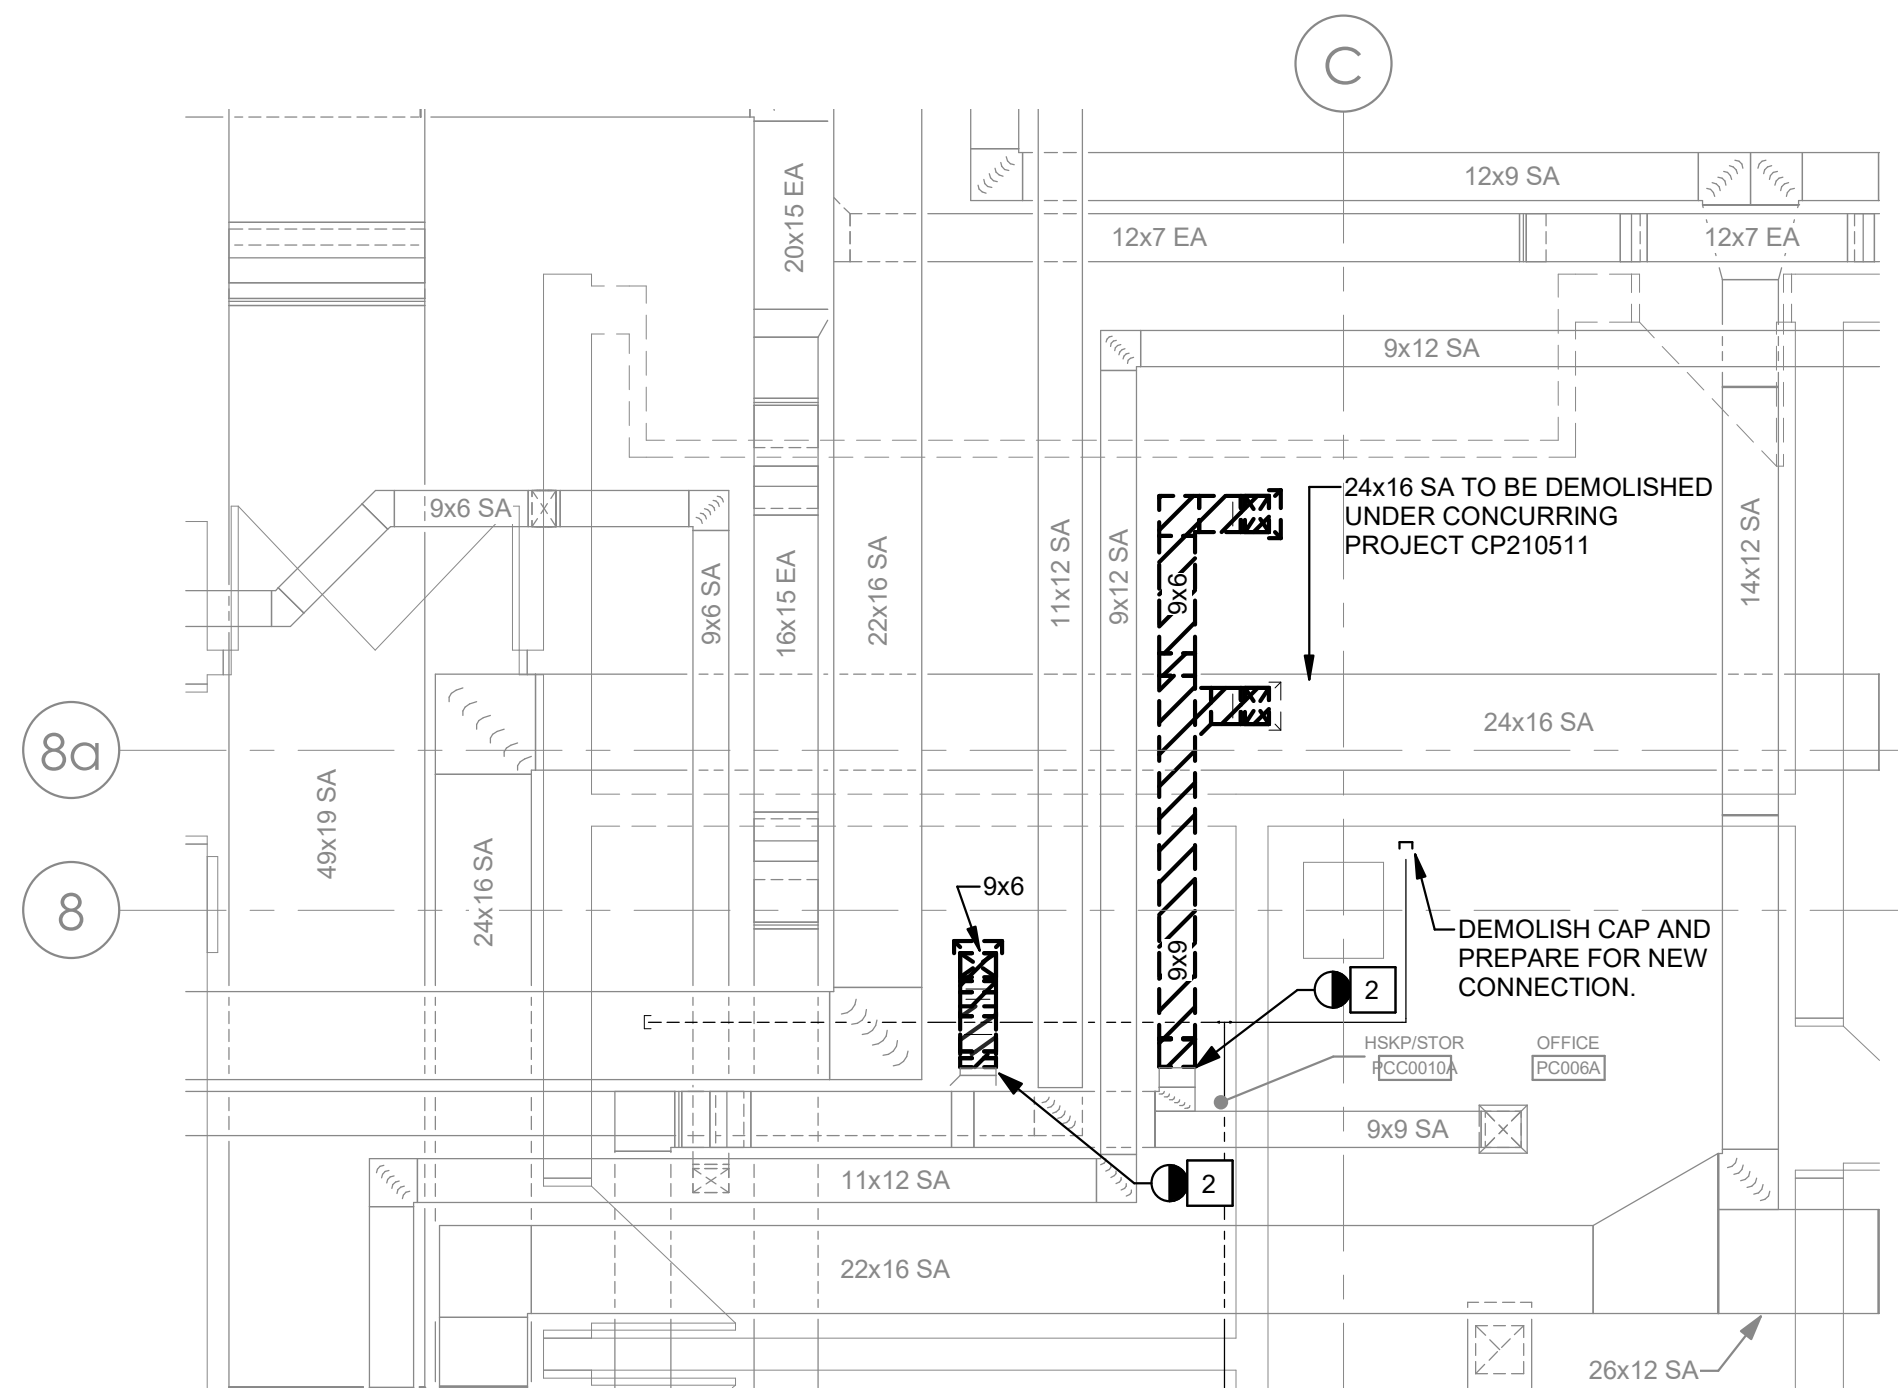 C
12x9 SA
20x15 EA
12x7 EA
12x7 EA
9x12 SA
24x16 SA TO BE DEMOLISHED
UNDER CONCURRING
PROJECT CP210511
9x6 SA
9x6 SA
16x15 EA
22x16 SA
11x12 SA
9x12 SA
9x6
14x12 SA
24x16 SA
8a
49x19 SA
24x16 SA
8
9x6
9x9
DEMOLISH CAP AND
PREPARE FOR NEW
CONNECTION.
2
HSKP/STOR
PCC0010A
OFFICE
PC006A
9x9 SA
11x12 SA
2
22x16 SA
26x12 SA